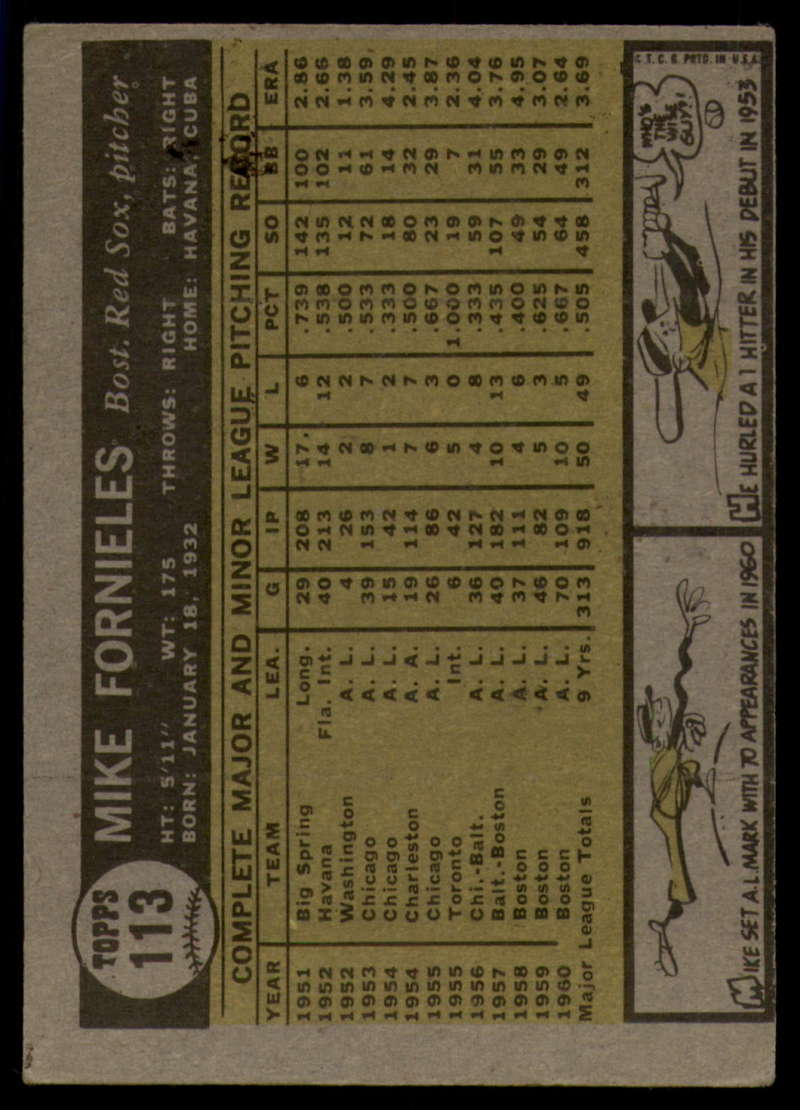 TOPPS
113
MIKE FORNIELES Bost. Red Sox, pitcher
HT: 5'11" WT: 175 THROWS: RIGHT BATS: RIGHT
BORN: JANUARY 18, 1932 HOME: HAVANA, CUBA
COMPLETE MAJOR AND MINOR LEAGUE PITCHING RECORD
YEAR TEAM LEA. G IP W L PCT SO BB ERA
1951 Big Spring Long. 29 208 17 6 .739 142 100 2.86
1952 Havana Fla. Int. 40 213 14 12 .538 135 102 2.66
1952 Washington A. L. 4 26 2 2 .500 12 11 1.38
1953 Chicago A. L. 39 153 8 7 .533 72 61 3.59
1954 Chicago A. L. 15 42 1 2 .333 18 14 4.29
1954 Charleston A. A. 19 114 7 7 .500 80 32 2.45
1955 Chicago A. L. 26 86 6 3 .667 23 29 3.87
1955 Toronto Int. 6 42 5 0 1.000 19 7 2.36
1956 Chi.-Balt. A. L. 36 127 4 8 .333 59 31 4.04
1957 Balt.-Boston A. L. 40 182 10 13 .435 107 55 3.76
1958 Boston A. L. 37 111 4 6 .400 49 33 4.95
1959 Boston A. L. 46 82 5 3 .625 54 29 3.07
1960 Boston A. L. 70 109 10 5 .667 64 49 2.64
Major League Totals 9 Yrs. 313 918 50 49 .505 458 312 3.69
MIKE SET A.L. MARK WITH 70 APPEARANCES IN 1960
WHO'S
THE
WISE
GUY?!
HE HURLED A 1 HITTER IN HIS DEBUT IN 1953
© T. C. G. PRTD. IN U.S.A.